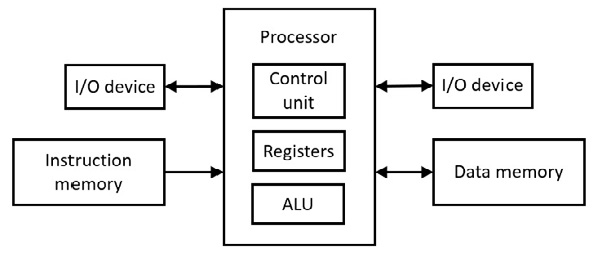 Processor
I/O device
Control
unit
I/O device
Instruction
memory
Registers
Data memory
ALU